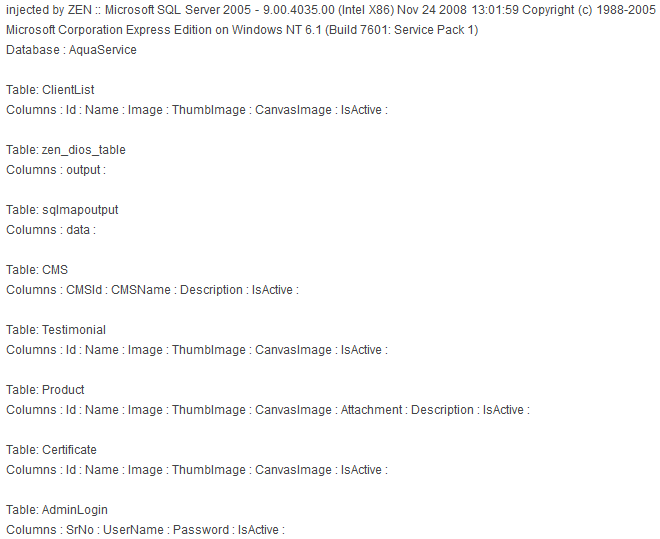 injected by ZEN :: Microsoft SQL Server 2005 - 9.00.4035.00 (Intel X86) Nov 24 2008 13:01:59 Copyright (c) 1988-2005
Microsoft Corporation Express Edition on Windows NT 6.1 (Build 7601: Service Pack 1)
Database : AquaService
Table: ClientList
Columns : Id : Name : Image : ThumbImage : CanvasImage : IsActive :
Table: zen_dios_table
Columns : output :
Table: sqlmapoutput
Columns : data :
Table: CMS
Columns : CMSId : CMSName : Description : IsActive :
Table: Testimonial
Columns : Id : Name : Image : ThumbImage : CanvasImage : IsActive :
Table: Product
Columns : Id : Name : Image : ThumbImage : CanvasImage : Attachment : Description : IsActive :
Table: Certificate
Columns : Id : Name : Image : ThumbImage : CanvasImage : IsActive :
Table: AdminLogin
Columns : SrNo : UserName : Password : IsActive :